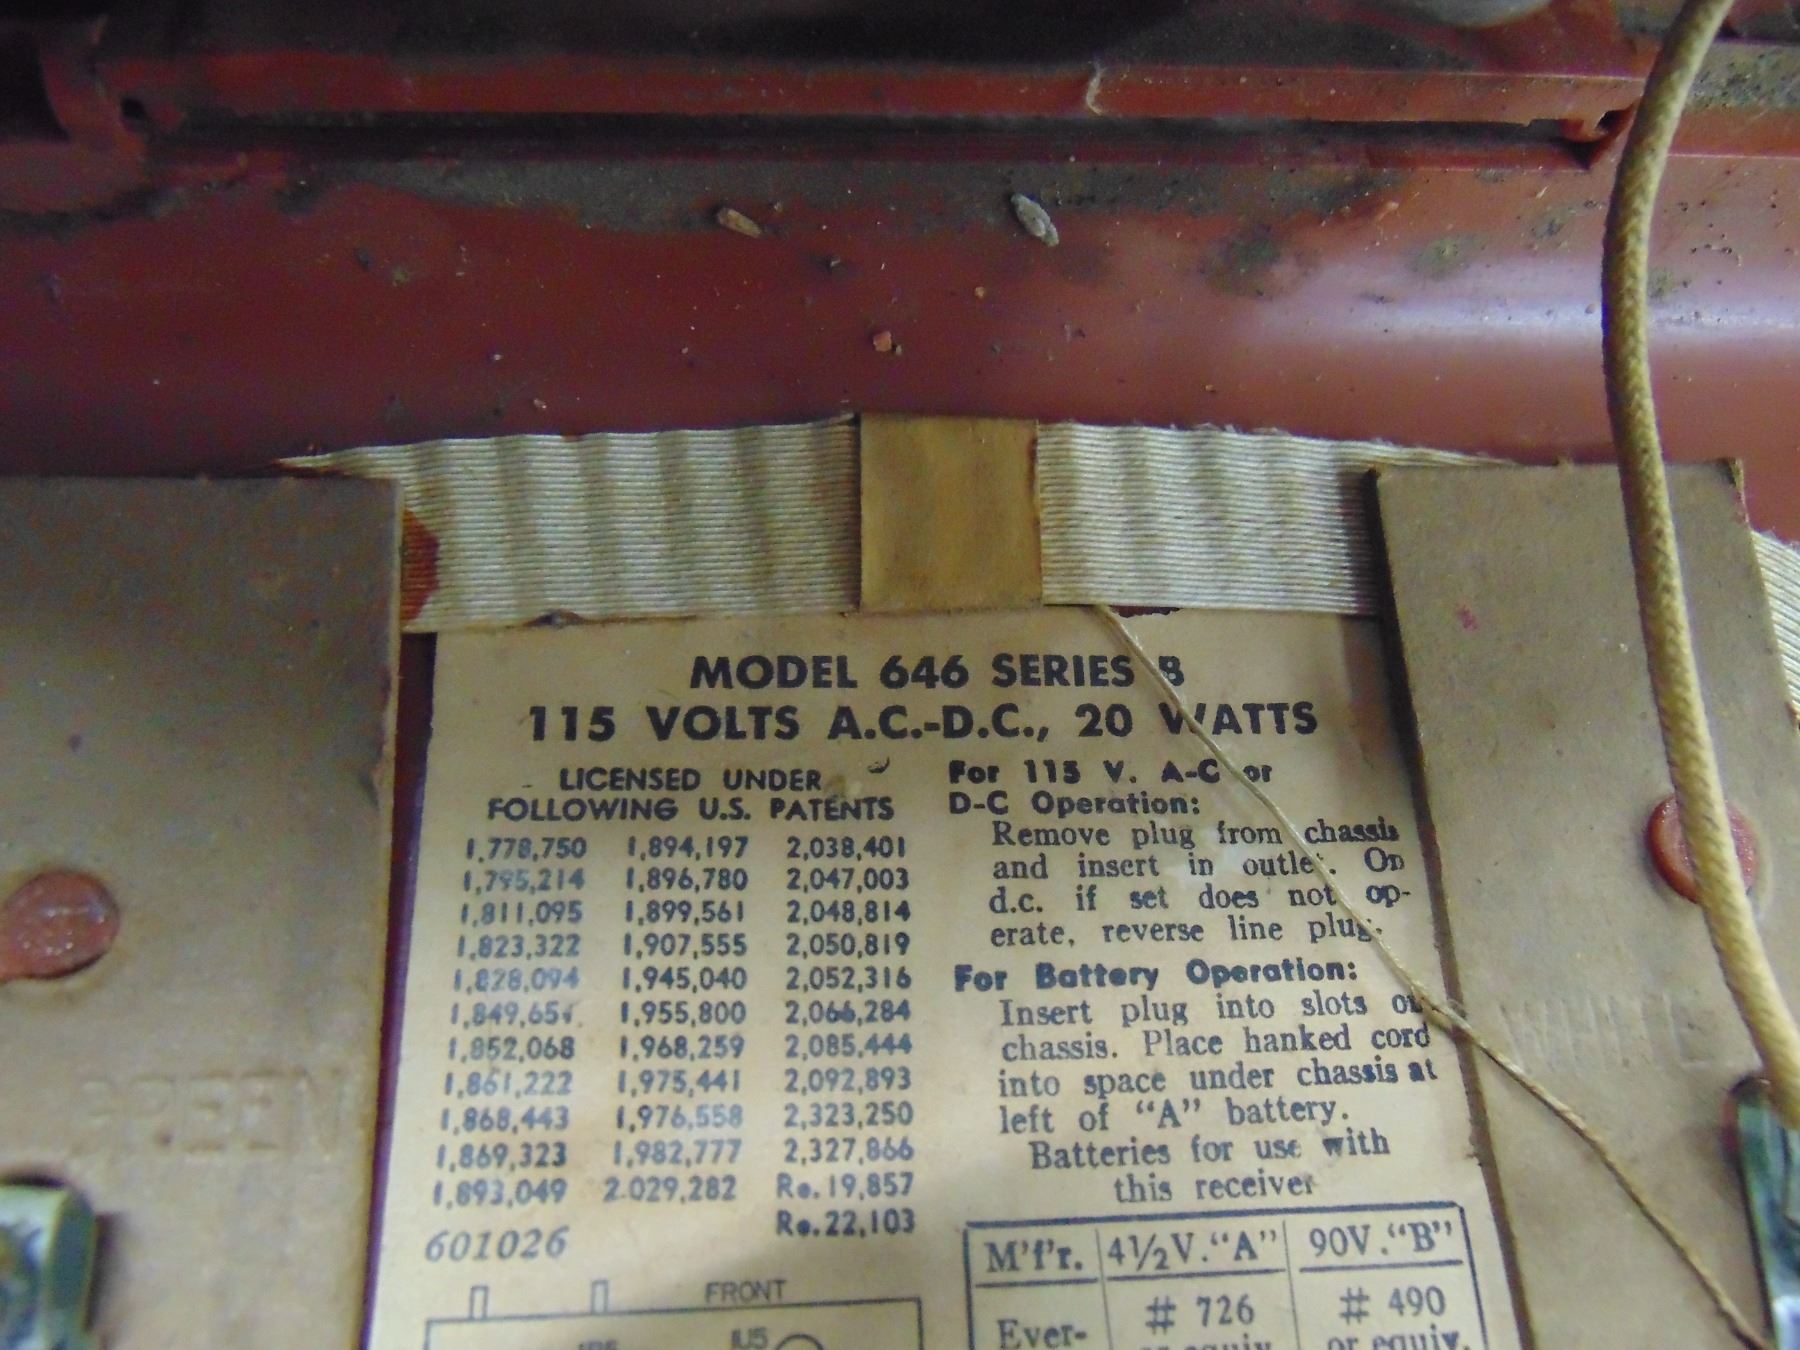 MODEL 646 SERIES B
115 VOLTS A.C.-D.C., 20 WATTS
LICENSED UNDER
FOLLOWING U.S. PATENTS
1,778,750 1,894,197 2,038,401
1,795,214 1,896,780 2,047,003
1,811,095 1,899,561 2,048,814
1,823,322 1,907,555 2,050,819
1,828,094 1,945,040 2,052,316
1,955,800 2,066,284
1,852,068 1,968,259 2,085,444
1,861,222 1,975,441 2,092,893
1,868,443 1,976,558 2,323,250
1,869,323 1,982,777 2,327,866
1,893,049 2.029,282 Re.19,857
Re.22,103
601026
FRONT
1U5
For 115 V. A-C or
D-C Operation:
Remove plug from chassis
and insert in outlet. On
d.c. if set does not op-
erate, reverse line plug.
For Battery Operation:
Insert plug into slots on
chassis. Place hanked cord
into space under chassis at
left of "A" battery.
Batteries for use with
this receiver
M'f'r. 4½V."A" 90V."B"
Ever- # 726 # 490
or equiv. or equiv.
GREEN
WHITE